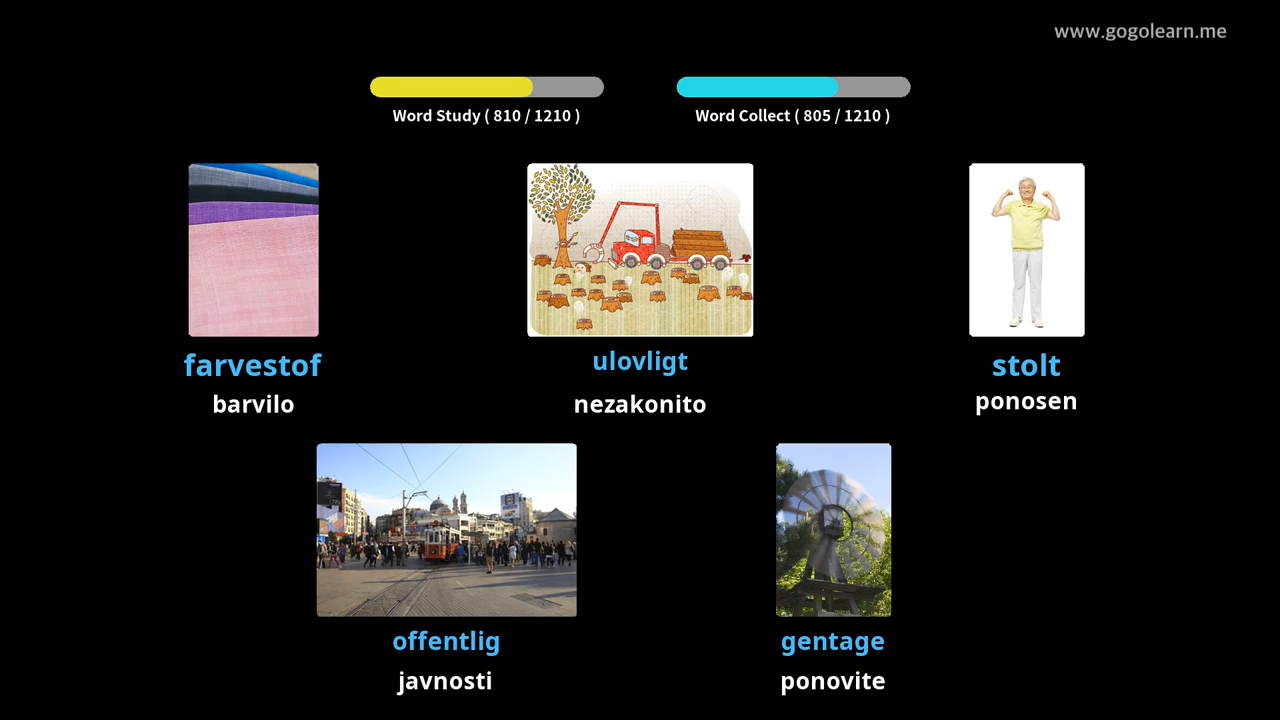 www.gogolearn.me
Word Study ( 810 / 1210 )
Word Collect ( 805 / 1210 )
farvestof
barvilo
ulovligt
nezakonito
stolt
ponosen
offentlig
javnosti
gentage
ponovite